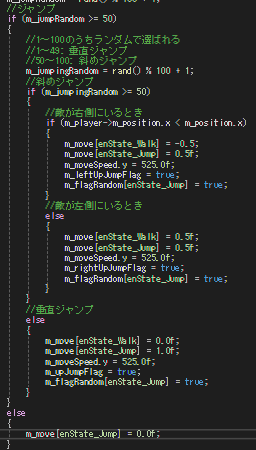 m_jumpRandom = rand() % 100 + 1;
//ジャンプ
if (m_jumpRandom >= 50)
{
//1～100のうちランダムで選ばれる
//1～49: 垂直ジャンプ
//50～100: 斜めジャンプ
m_jumpingRandom = rand() % 100 + 1;
//斜めジャンプ
if (m_jumpingRandom >= 50)
{
//敵が右側にいるとき
if (m_player->m_position.x < m_position.x)
{
m_move[enState_Walk] = -0.5;
m_move[enState_Jump] = 0.5f;
m_moveSpeed.y = 525.0f;
m_leftUpJumpFlag = true;
m_flagRandom[enState_Jump] = true;
}
//敵が左側にいるとき
else
{
m_move[enState_Walk] = 0.5f;
m_move[enState_Jump] = 0.5f;
m_moveSpeed.y = 525.0f;
m_rightUpJumpFlag = true;
m_flagRandom[enState_Jump] = true;
}
}
//垂直ジャンプ
else
{
m_move[enState_Walk] = 0.0f;
m_move[enState_Jump] = 1.0f;
m_moveSpeed.y = 525.0f;
m_upJumpFlag = true;
m_flagRandom[enState_Jump] = true;
}
}
else
{
m_move[enState_Jump] = 0.0f;
}